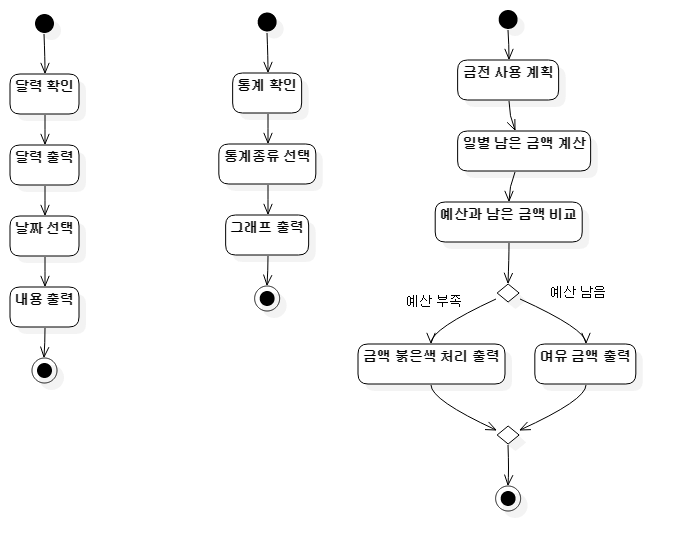 달력 확인
달력 출력
날짜 선택
내용 출력
통계 확인
통계종류 선택
그래프 출력
금전 사용 계획
일별 남은 금액 계산
예산과 남은 금액 비교
예산 부족
예산 남음
금액 붉은색 처리 출력
여유 금액 출력